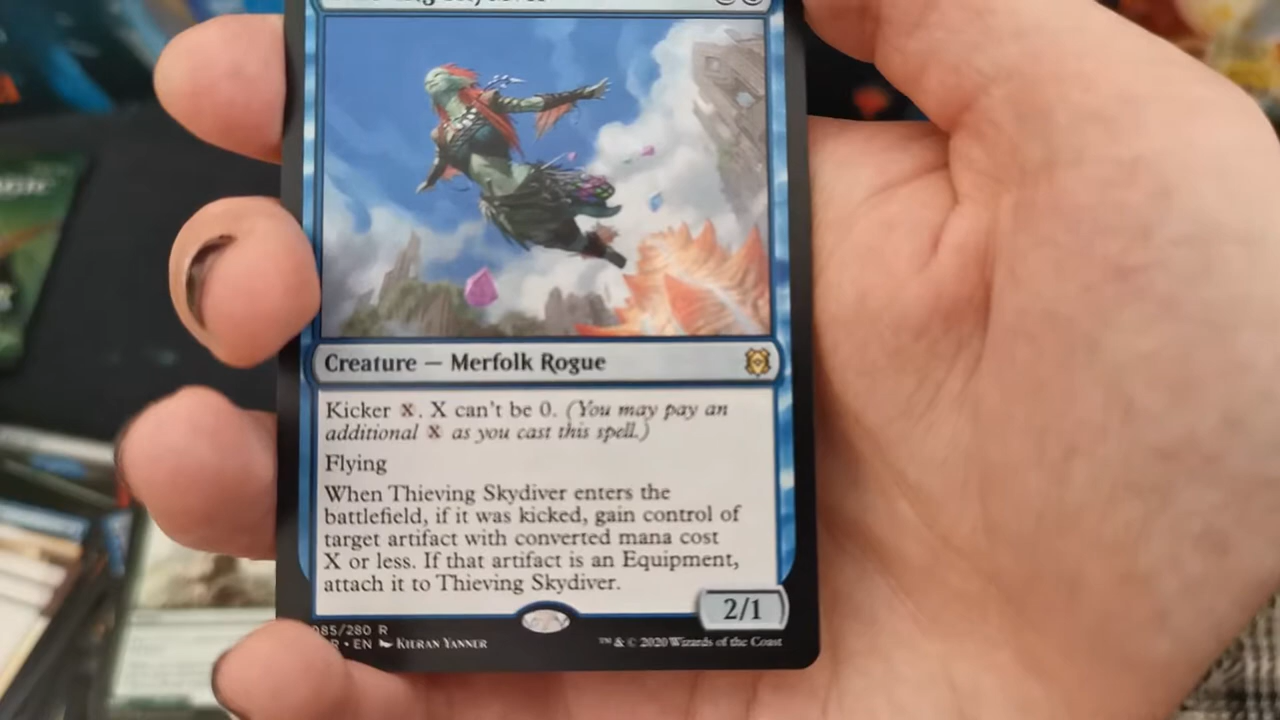 Creature — Merfolk Rogue
Kicker X. X can't be 0. (You may pay an
additional X as you cast this spell.)
Flying
When Thieving Skydiver enters the
battlefield, if it was kicked, gain control of
target artifact with converted mana cost
X or less. If that artifact is an Equipment,
attach it to Thieving Skydiver.
2/1
085/280 R
• EN KIERAN YANNER
™ & © 2020 Wizards of the Coast